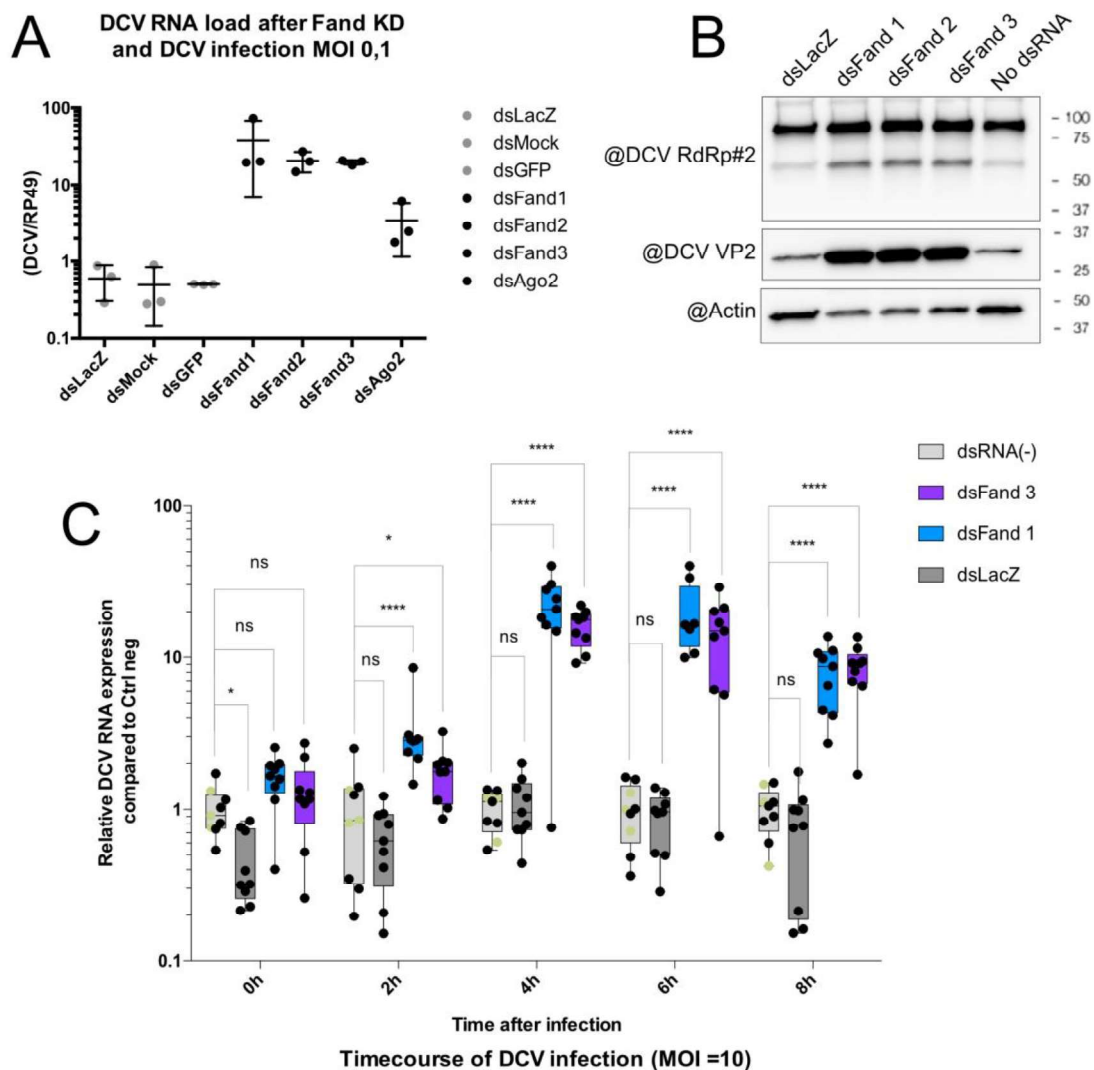 A
DCV RNA load after Fand KD
and DCV infection MOI 0,1
(DCV/RP49)
100
10
1
0.1
dsLacZ
dsMock
dsGFP
dsFand1
dsFand2
dsFand3
dsAgo2
dsLacZ
dsMock
dsGFP
dsFand1
dsFand2
dsFand3
dsAgo2
B
dsLacZ
dsFand 1
dsFand 2
dsFand 3
No dsRNA
@DCV RdRp#2
- 100
- 75
- 50
- 37
@DCV VP2
- 37
- 25
@Actin
- 50
- 37
C
Relative DCV RNA expression
compared to Ctrl neg
100
10
1
0.1
*
ns
ns
ns
****
*
ns
****
****
ns
****
****
ns
****
****
0h
2h
4h
6h
8h
Time after infection
Timecourse of DCV infection (MOI =10)
dsRNA(-)
dsFand 3
dsFand 1
dsLacZ